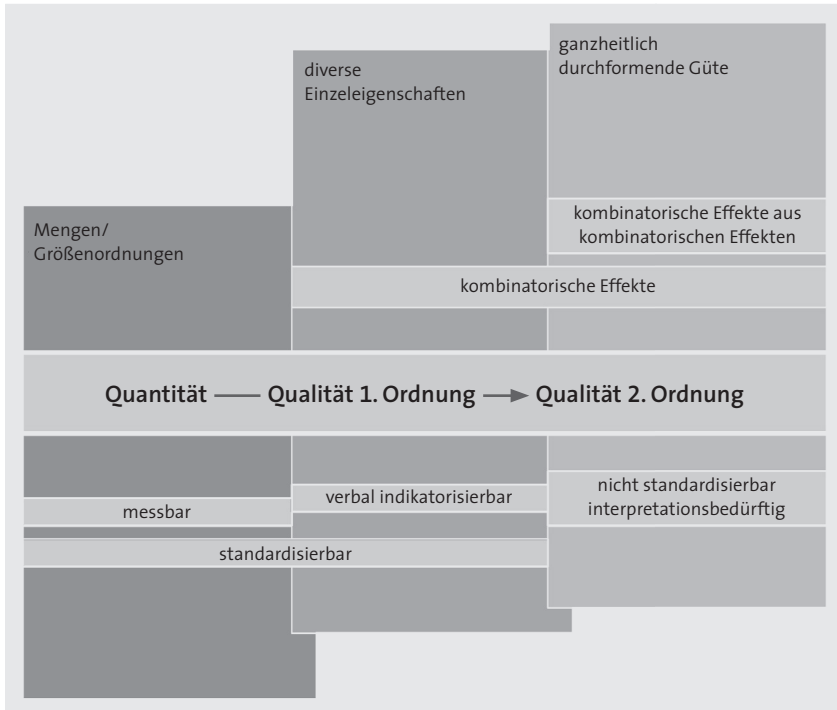 ganzheitlich
durchformende Güte
diverse
Einzeleigenschaften
kombinatorische Effekte aus
kombinatorischen Effekten
Mengen/
Größenordnungen
kombinatorische Effekte
Quantität Qualität 1. Ordnung Qualität 2. Ordnung
nicht standardisierbar
interpretationsbedürftig
verbal indikatorisierbar
messbar
standardisierbar